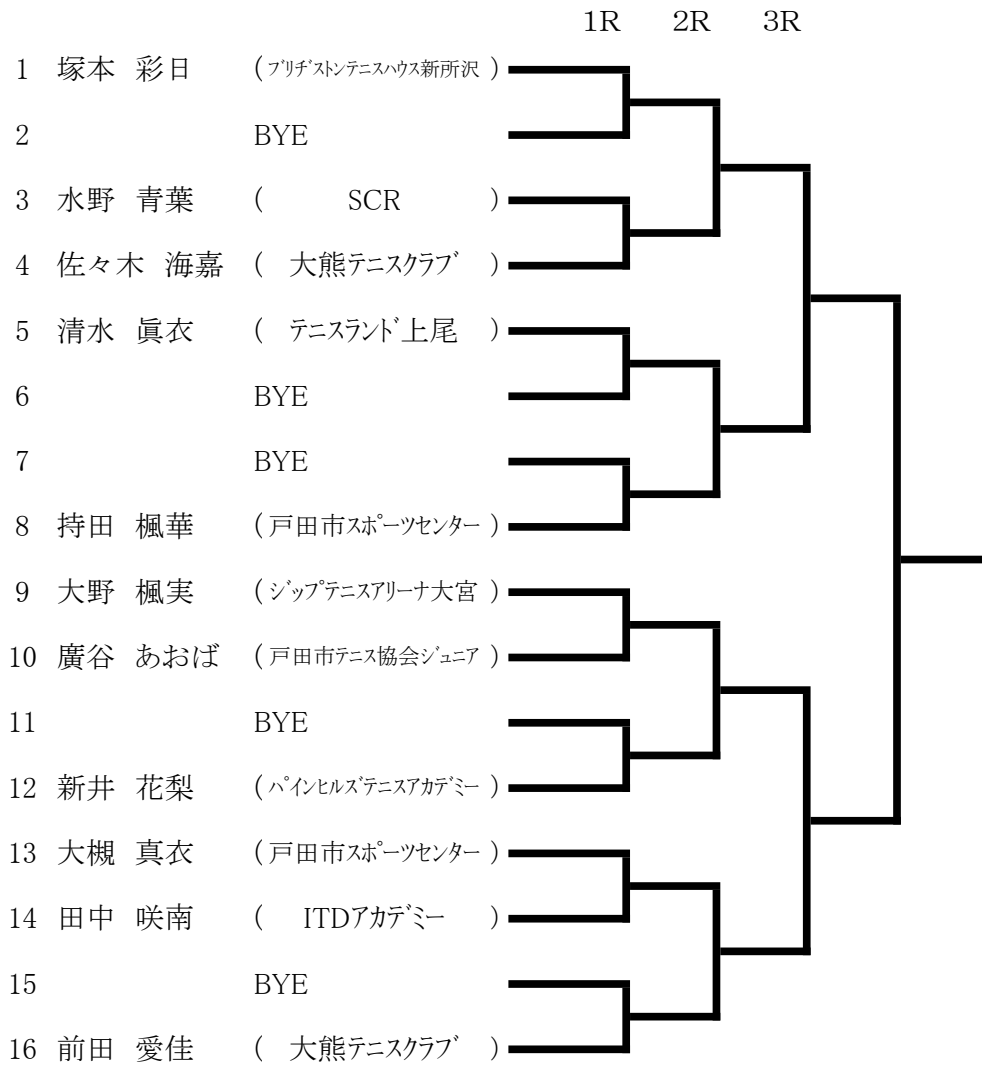 1R 2R 3R
1 塚本 彩日 (ブリヂストンテニスハウス新所沢)
2 BYE
3 水野 青葉 ( SCR )
4 佐々木 海嘉 ( 大熊テニスクラブ )
5 清水 眞衣 ( テニスランド上尾 )
6 BYE
7 BYE
8 持田 楓華 (戸田市スポーツセンター)
9 大野 楓実 (ジップテニスアリーナ大宮)
10 廣谷 あおば (戸田市テニス協会ジュニア)
11 BYE
12 新井 花梨 (パインヒルズテニスアカデミー)
13 大槻 真衣 (戸田市スポーツセンター)
14 田中 咲南 ( ITDアカデミー )
15 BYE
16 前田 愛佳 ( 大熊テニスクラブ )